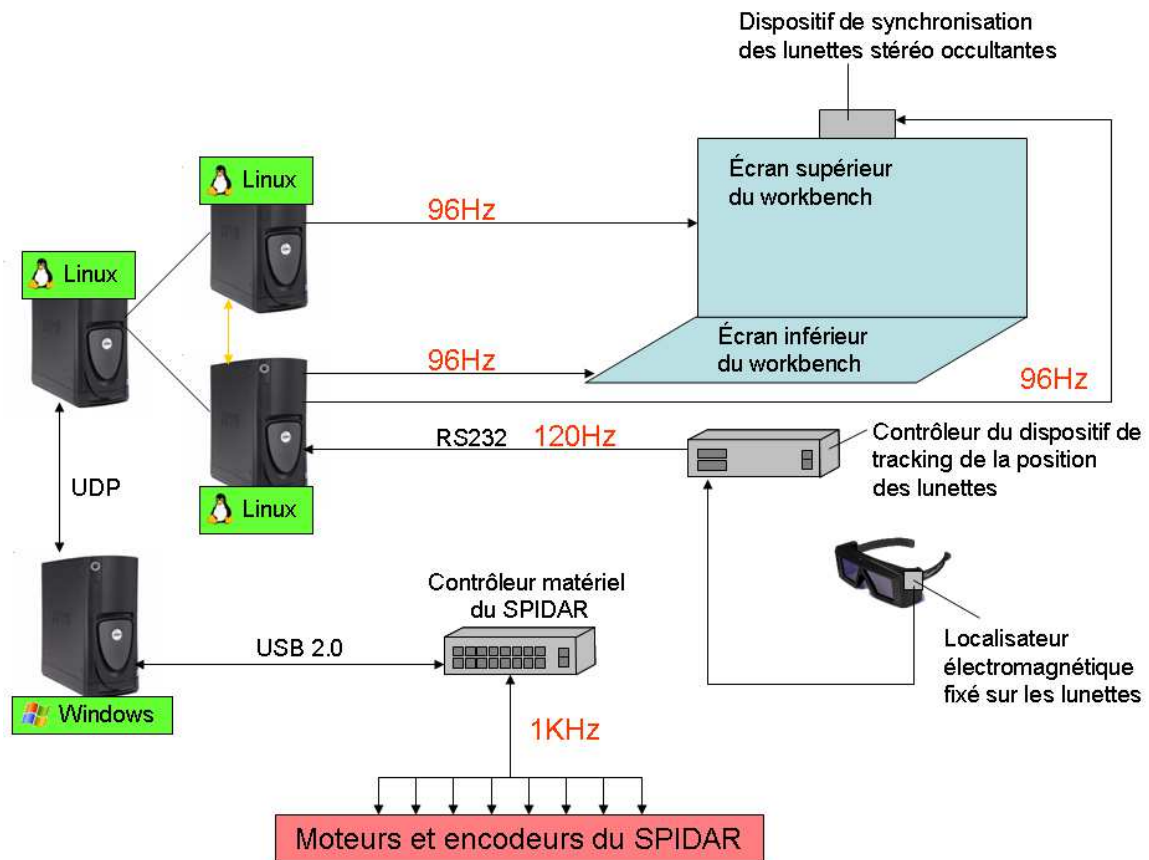 Dispositif de synchronisation
des lunettes stéréo occultantes
Linux
96Hz
Écran supérieur
du workbench
Linux
Écran inférieur
du workbench
96Hz
96Hz
RS232 120Hz
Contrôleur du dispositif de
tracking de la position
des lunettes
UDP
Linux
Contrôleur matériel
du SPIDAR
USB 2.0
Localisateur
électromagnétique
fixé sur les lunettes
Windows
1KHz
Moteurs et encodeurs du SPIDAR